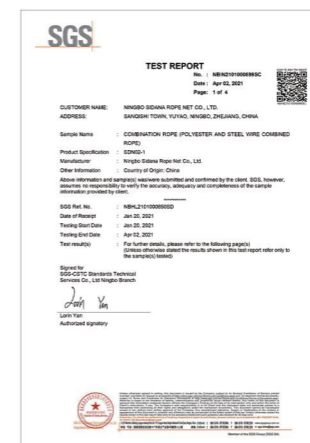 SGS
TEST REPORT
No. : NBIN2101000698SC
Date : Apr 02, 2021
Page: 1 of 4
CUSTOMER NAME: NINGBO SIDANA ROPE NET CO., LTD.
ADDRESS: SANQISHI TOWN, YUYAO, NINGBO, ZHEJIANG, CHINA
Sample Name : COMBINATION ROPE (POLYESTER AND STEEL WIRE COMBINED
ROPE)
Product Specification : SDN02-1
Manufacturer : Ningbo Sidana Rope Net Co., Ltd.
Other Information : Country of Origin: China
Above information and sample(s) was/were submitted and confirmed by the client. SGS, however,
assumes no responsibility to verify the accuracy, adequacy and completeness of the sample
information provided by client.
SGS Ref. No. : NBHL2101000850SD
Date of Receipt : Jan 20, 2021
Testing Start Date : Jan 20, 2021
Testing End Date : Apr 02, 2021
Test result(s) : For further details, please refer to the following page(s)
(Unless otherwise stated the results shown in this test report refer only to
the sample(s) tested)
Signed for
SGS-CSTC Standards Technical
Services Co., Ltd Ningbo Branch
Lorin Yan
Lorin Yan
Authorized signatory